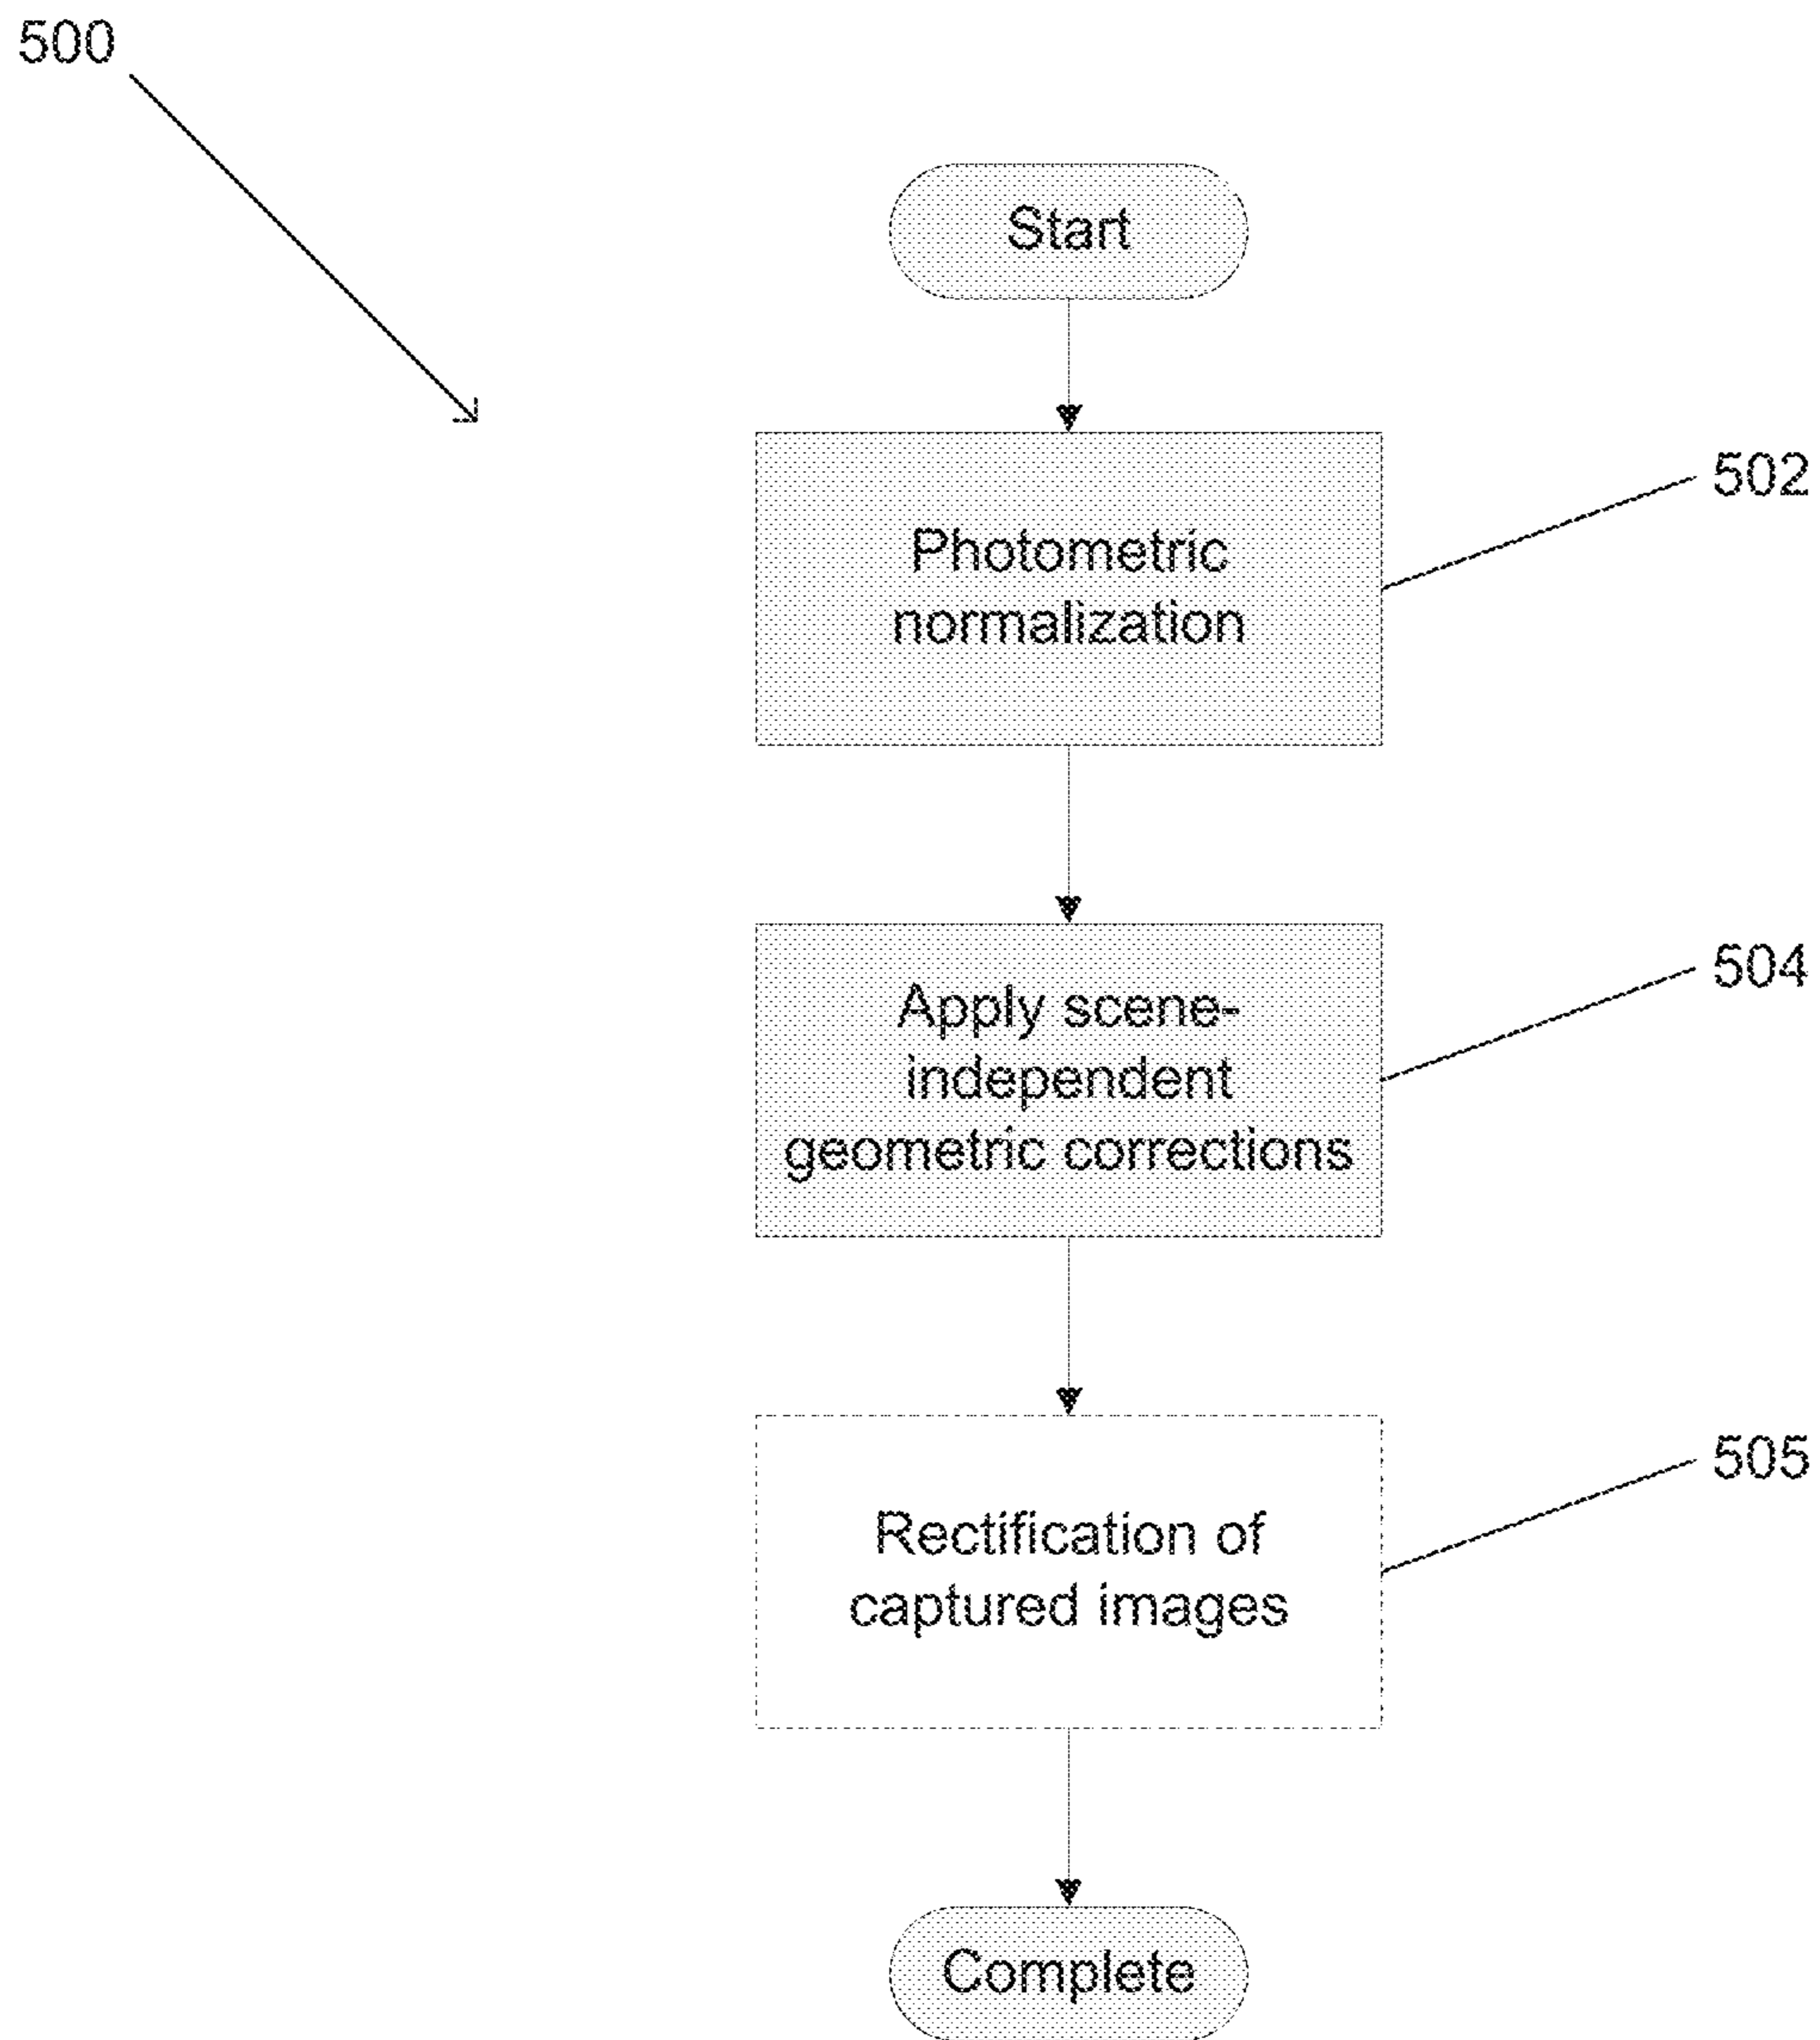 500
Start
502
Photometric
normalization
504
Apply scene-
independent
geometric corrections
505
Rectification of
captured images
Complete